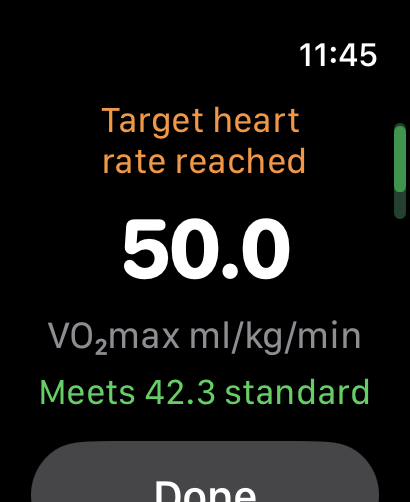 11:45
Target heart
rate reached
50.0
VO₂max ml/kg/min
Meets 42.3 standard
Done